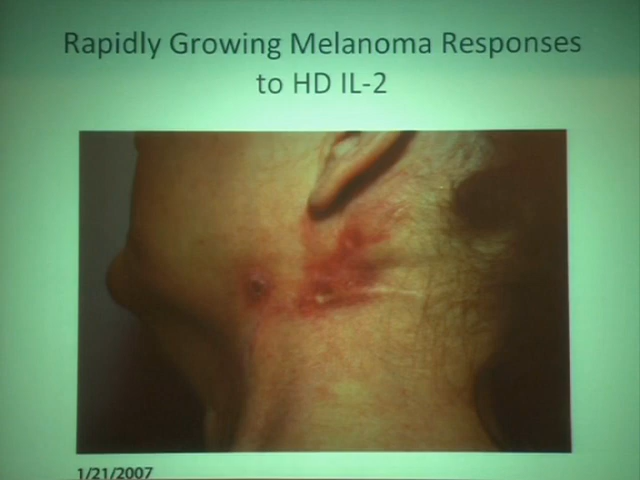 Rapidly Growing Melanoma Responses
to HD IL-2
1/21/2007